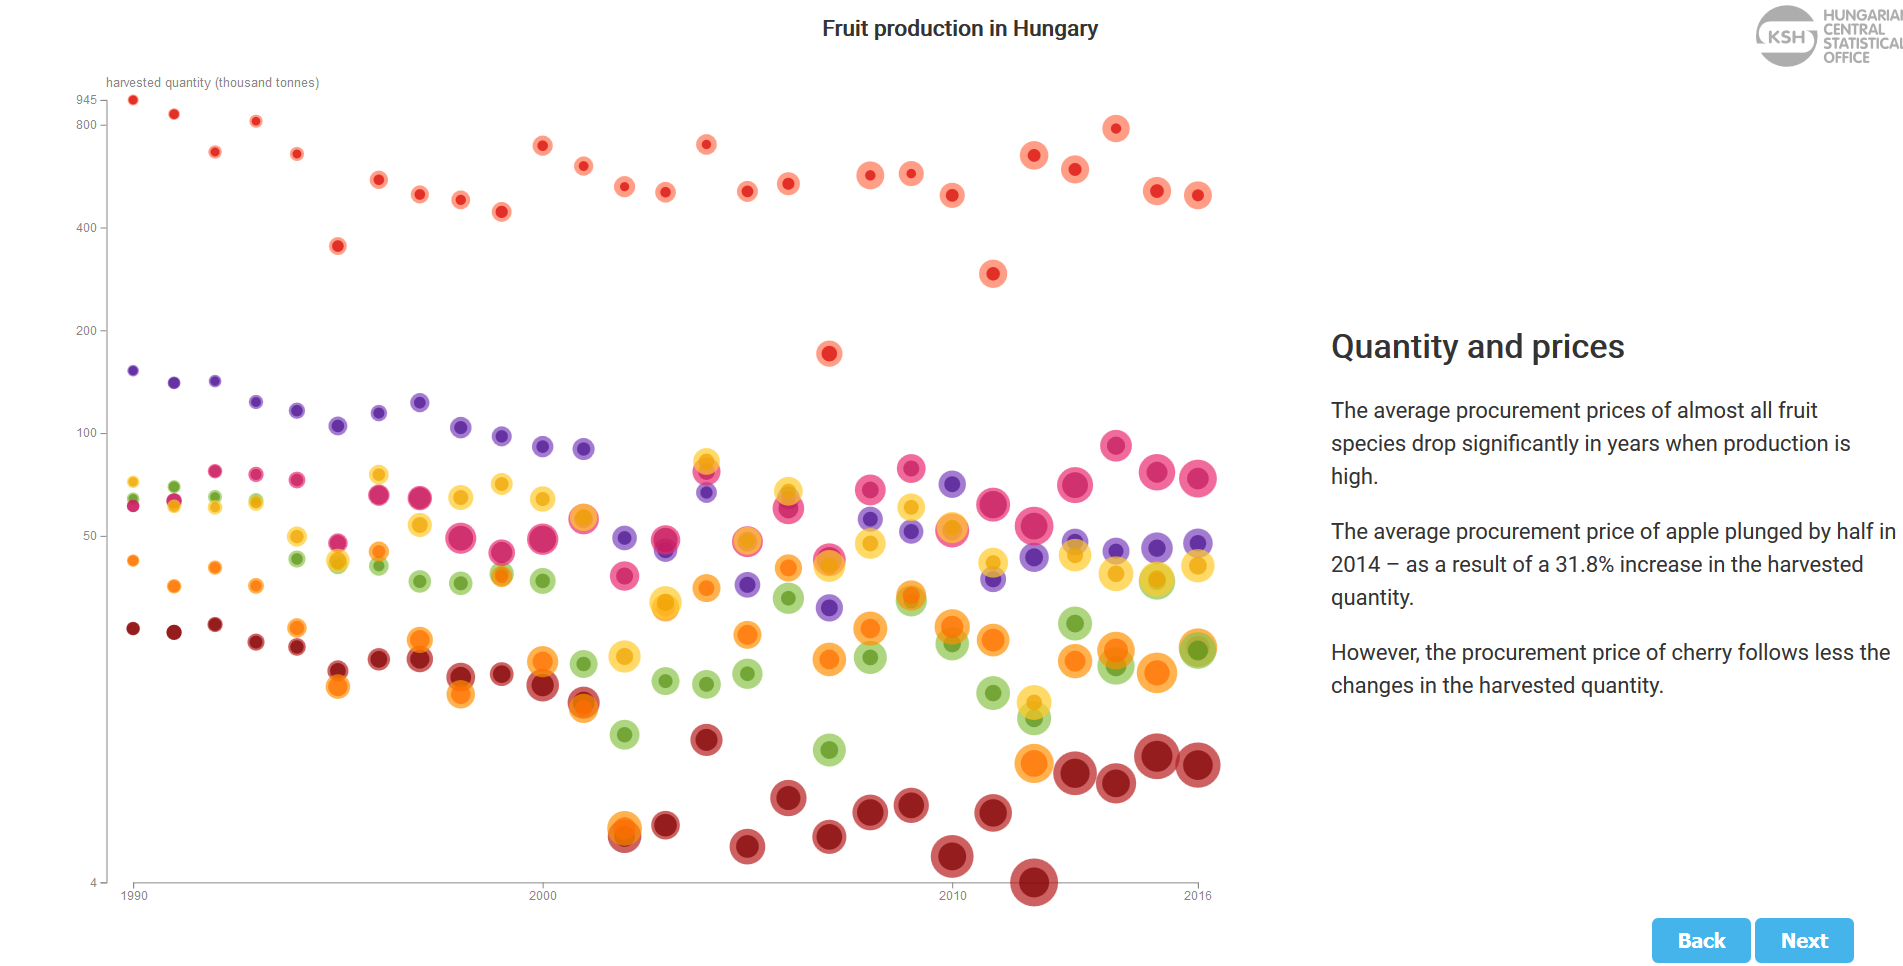 Fruit production in Hungary
KSH
HUNGARIAN
CENTRAL
STATISTICAL
OFFICE
harvested quantity (thousand tonnes)
945
800
400
200
100
50
4
1990
2000
2010
2016
Quantity and prices
The average procurement prices of almost all fruit
species drop significantly in years when production is
high.
The average procurement price of apple plunged by half in
2014 – as a result of a 31.8% increase in the harvested
quantity.
However, the procurement price of cherry follows less the
changes in the harvested quantity.
Back
Next